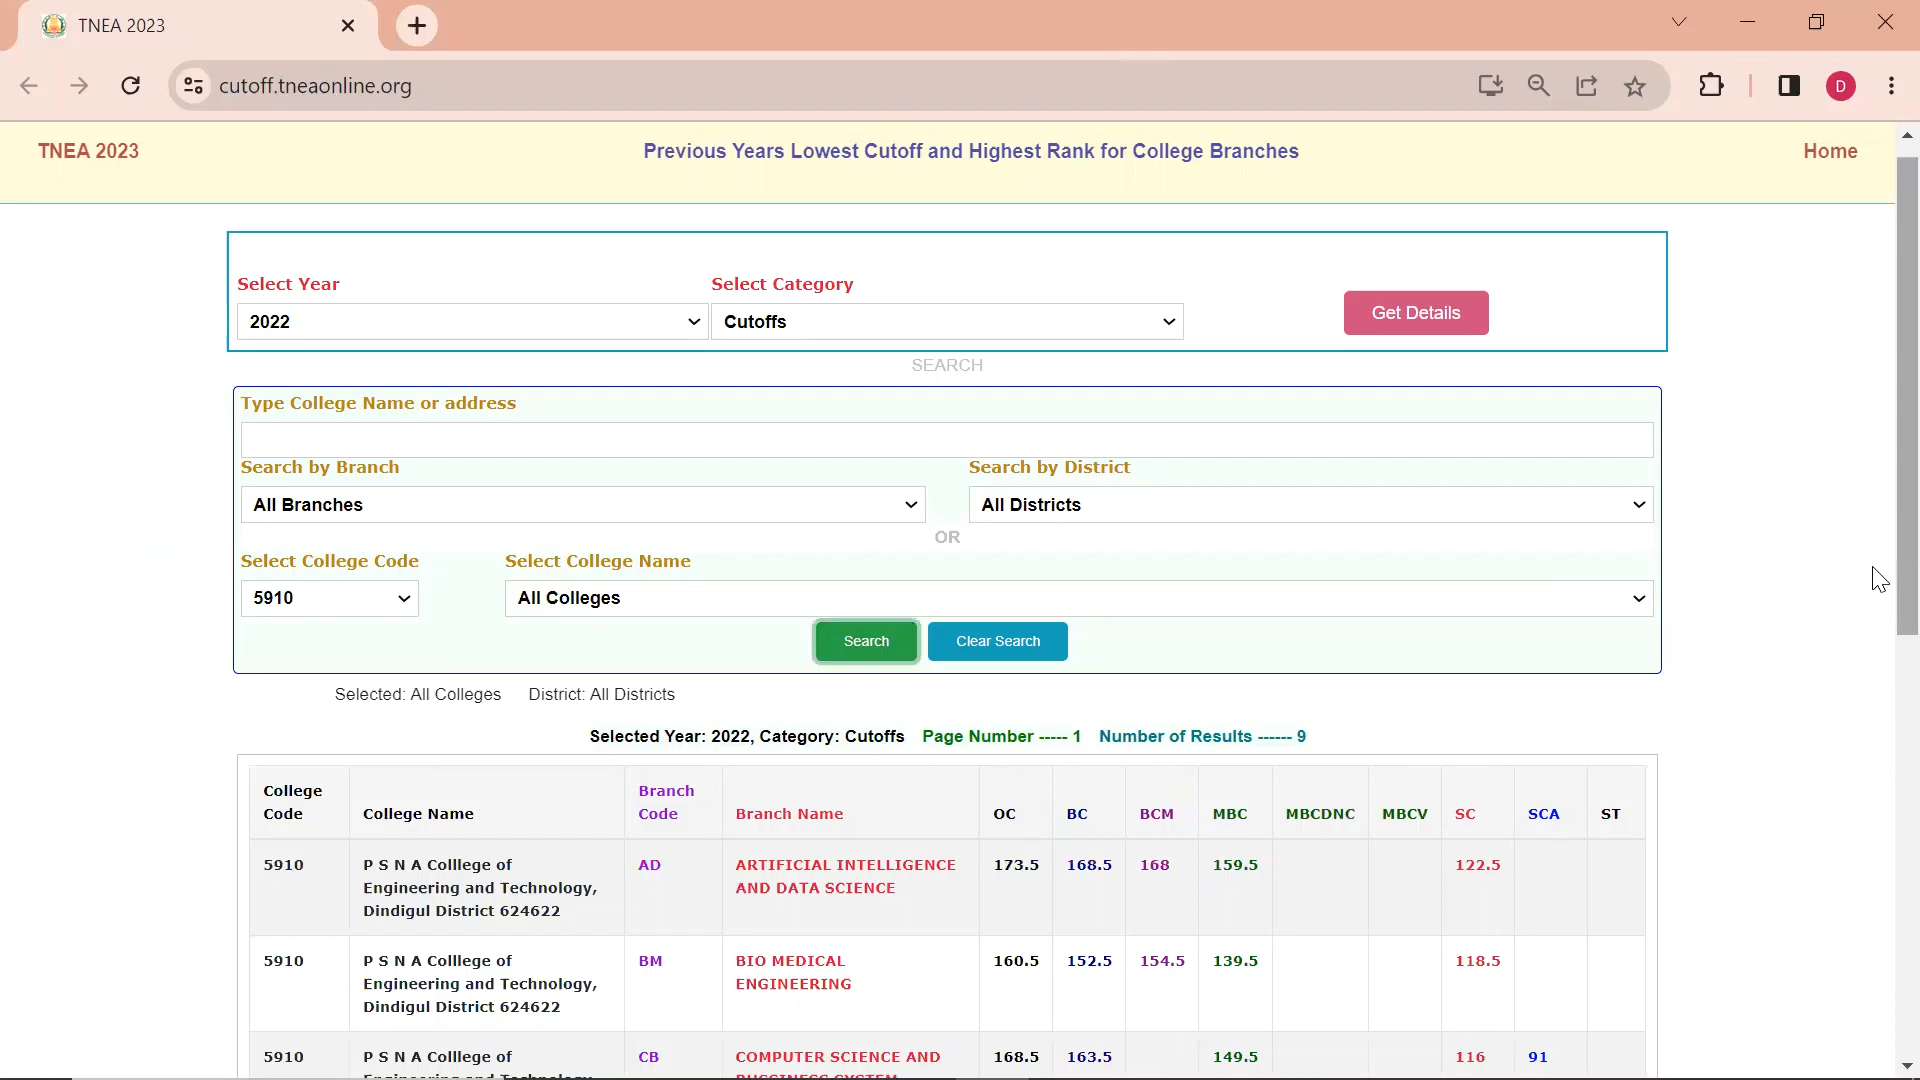 TNEA 2023
cutoff.tneaonline.org
D
TNEA 2023 Previous Years Lowest Cutoff and Highest Rank for College Branches Home
Select Year Select Category
2022 Cutoffs Get Details
SEARCH
Type College Name or address
Search by Branch Search by District
All Branches All Districts
OR
Select College Code Select College Name
5910 All Colleges
Search Clear Search
Selected: All Colleges District: All Districts
Selected Year: 2022, Category: Cutoffs Page Number ----- 1 Number of Results ------ 9
College Code College Name Branch Code Branch Name OC BC BCM MBC MBCDNC MBCV SC SCA ST
5910 P S N A Colllege of ARTIFICIAL INTELLIGENCE AD 173.5 168.5 168 159.5 122.5
Engineering and Technology, AND DATA SCIENCE
Dindigul District 624622
5910 P S N A Colllege of BM BIO MEDICAL 160.5 152.5 154.5 139.5 118.5
Engineering and Technology, ENGINEERING
Dindigul District 624622
5910 P S N A Colllege of CB COMPUTER SCIENCE AND 168.5 163.5 149.5 116 91
Engineering and Technology, BUSSINESS SYSTEM